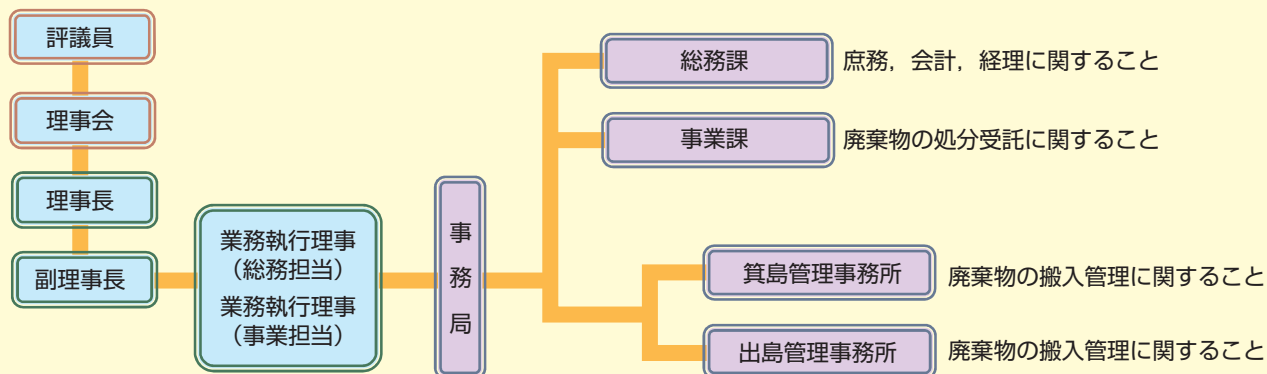 評議員
理事会
理事長
副理事長
業務執行理事
（総務担当）
業務執行理事
（事業担当）
事務局
総務課
庶務，会計，経理に関すること
事業課
廃棄物の処分受託に関すること
箕島管理事務所
廃棄物の搬入管理に関すること
出島管理事務所
廃棄物の搬入管理に関すること